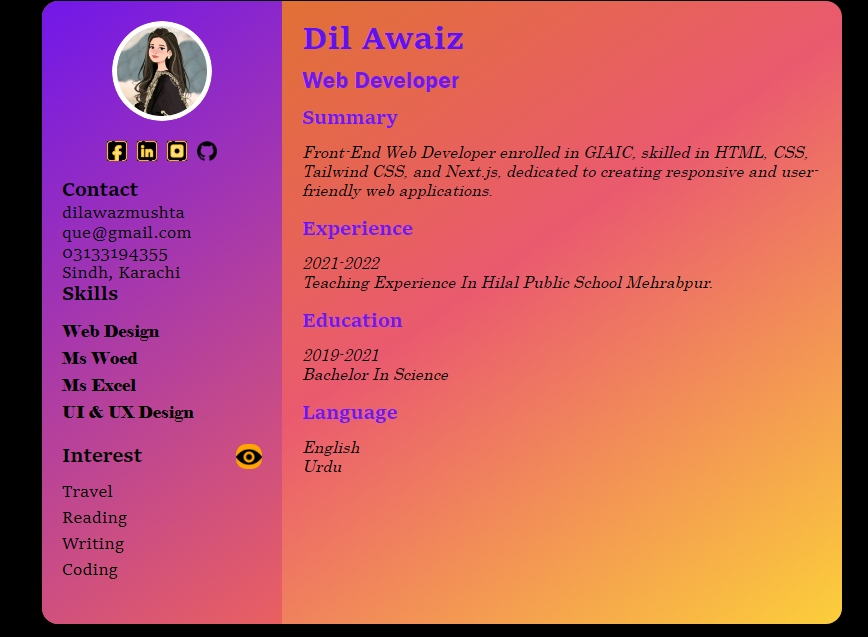 Contact
dilawazmushta
que@gmail.com
03133194355
Sindh, Karachi
Skills
Web Design
Ms Woed
Ms Excel
UI & UX Design
Interest
Travel
Reading
Writing
Coding
Dil Awaiz
Web Developer
Summary
Front-End Web Developer enrolled in GIAIC, skilled in HTML, CSS,
Tailwind CSS, and Next.js, dedicated to creating responsive and user-
friendly web applications.
Experience
2021-2022
Teaching Experience In Hilal Public School Mehrabpur.
Education
2019-2021
Bachelor In Science
Language
English
Urdu